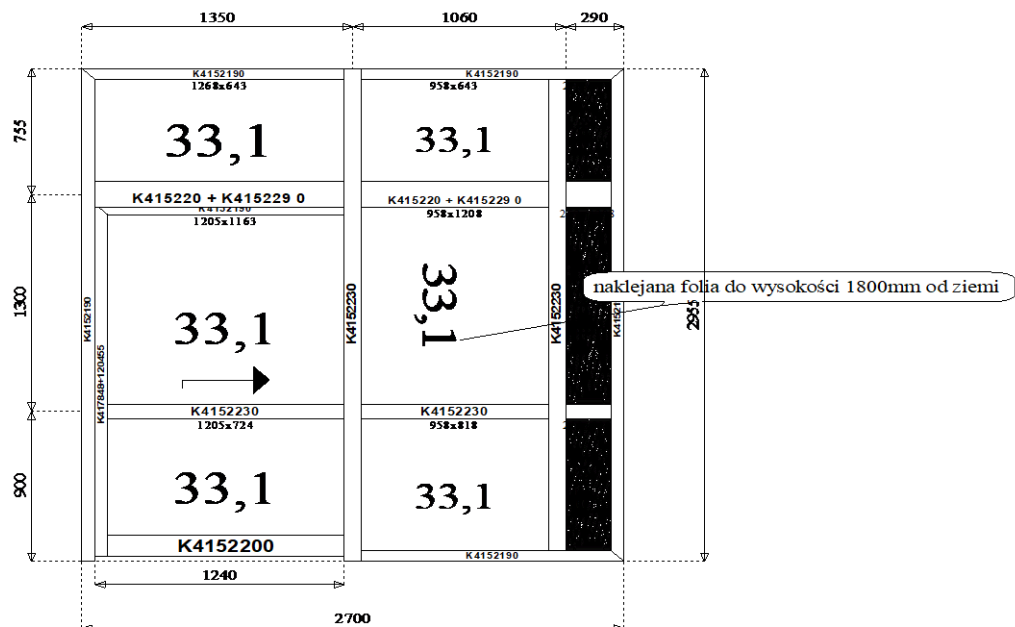 1350
1060
290
K4152190
K4152190
1268x643
958x643
755
33,1
33,1
K415220 + K415229 0
K415220 + K415229 0
K4152190
958x1208
1205x1163
33,1
naklejana folia do wysokości 1800mm od ziemi
1300
K4152190
K4152230
K4152230
2955
33,1
K417848+120455
K4152230
K4152230
1205x724
958x818
900
33,1
33,1
K4152200
K4152190
1240
2700